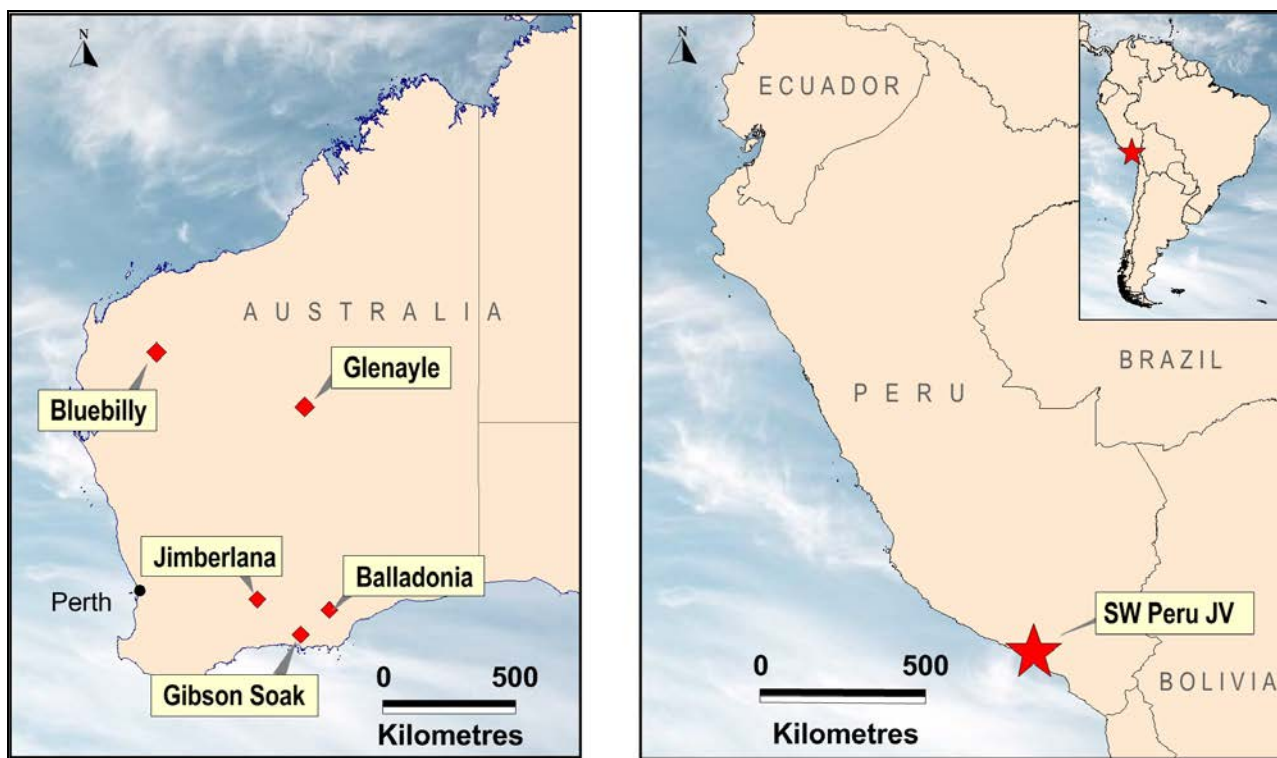 N
AUSTRALIA
Glenayle
Bluebilly
Jimberlana
Balladonia
Perth
Gibson Soak
0 500
Kilometres
N
ECUADOR
BRAZIL
PERU
SW Peru JV
0 500
BOLIVIA
Kilometres